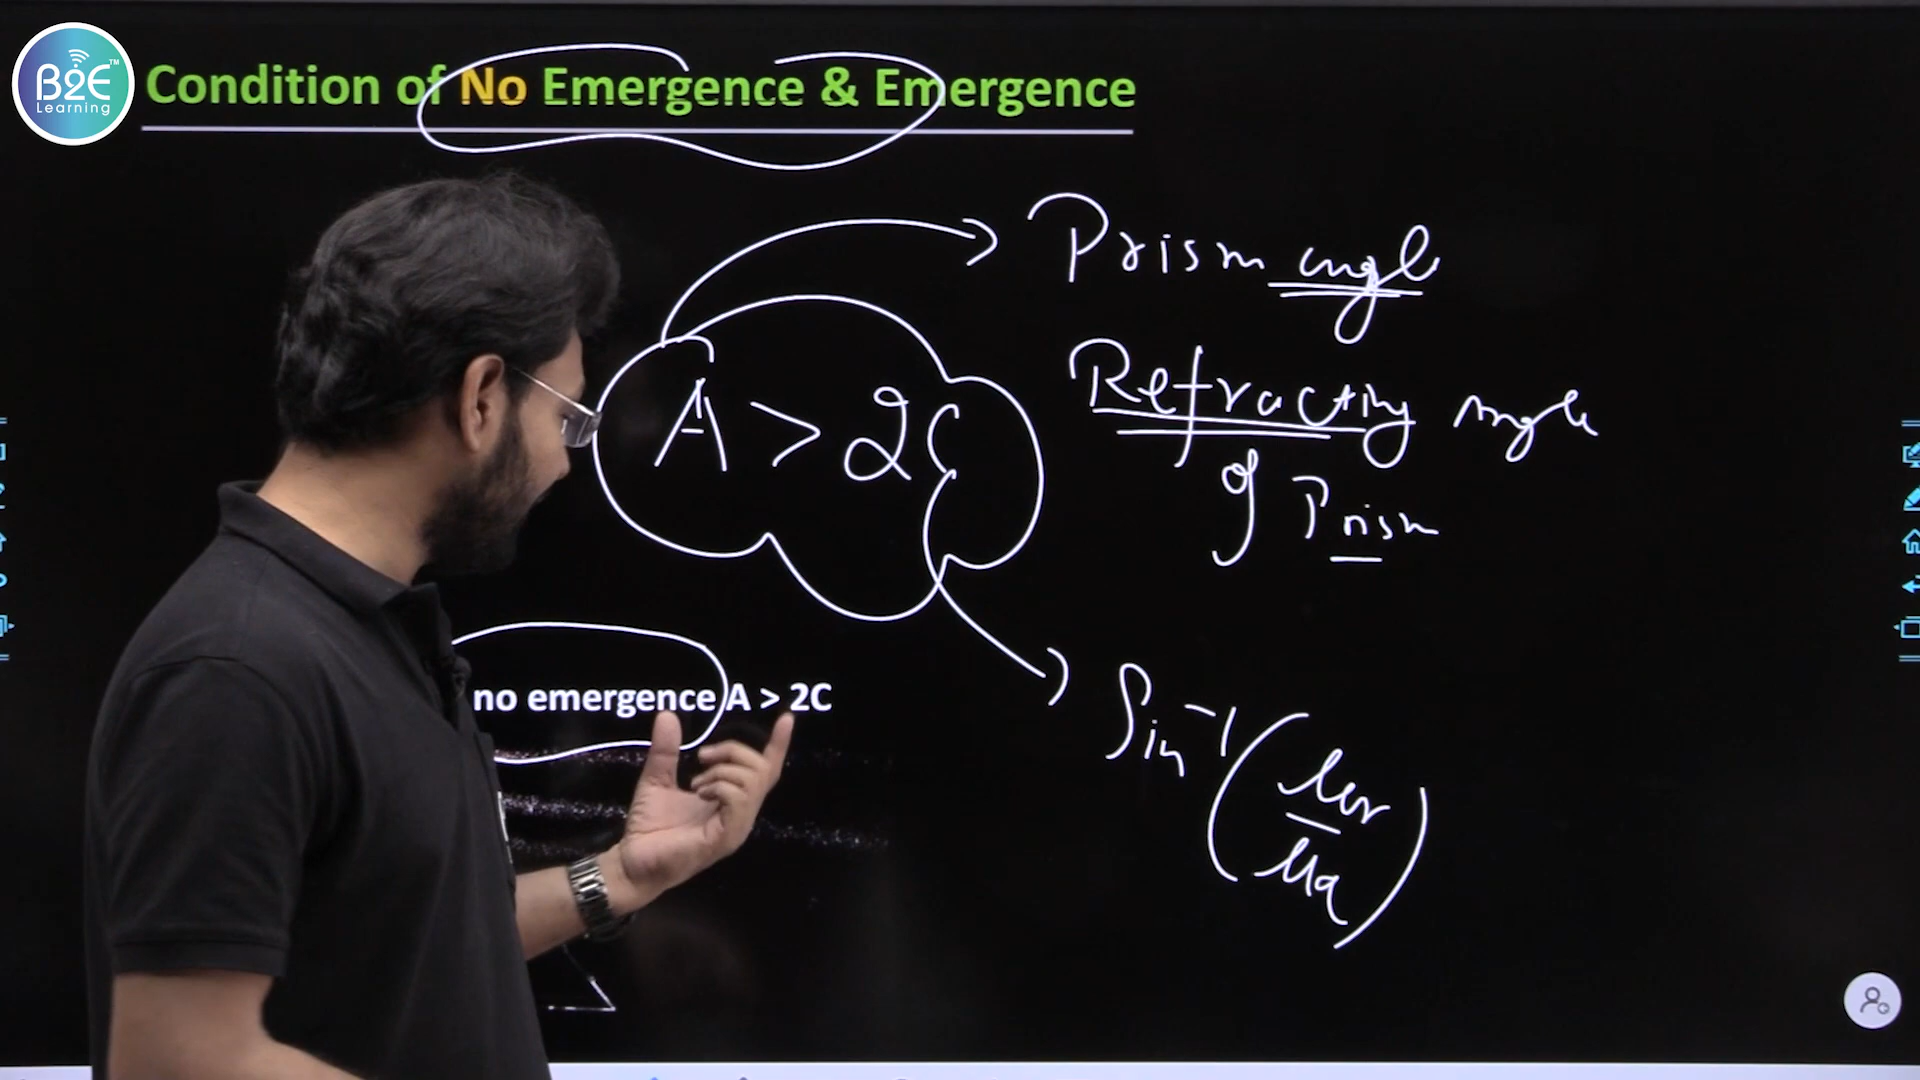 B2E™
Learning
Condition of No Emergence & Emergence
Prism angle
A > 2C
Refracting angle
of Prism
no emergence A > 2C
Sin⁻¹(μr/μa)